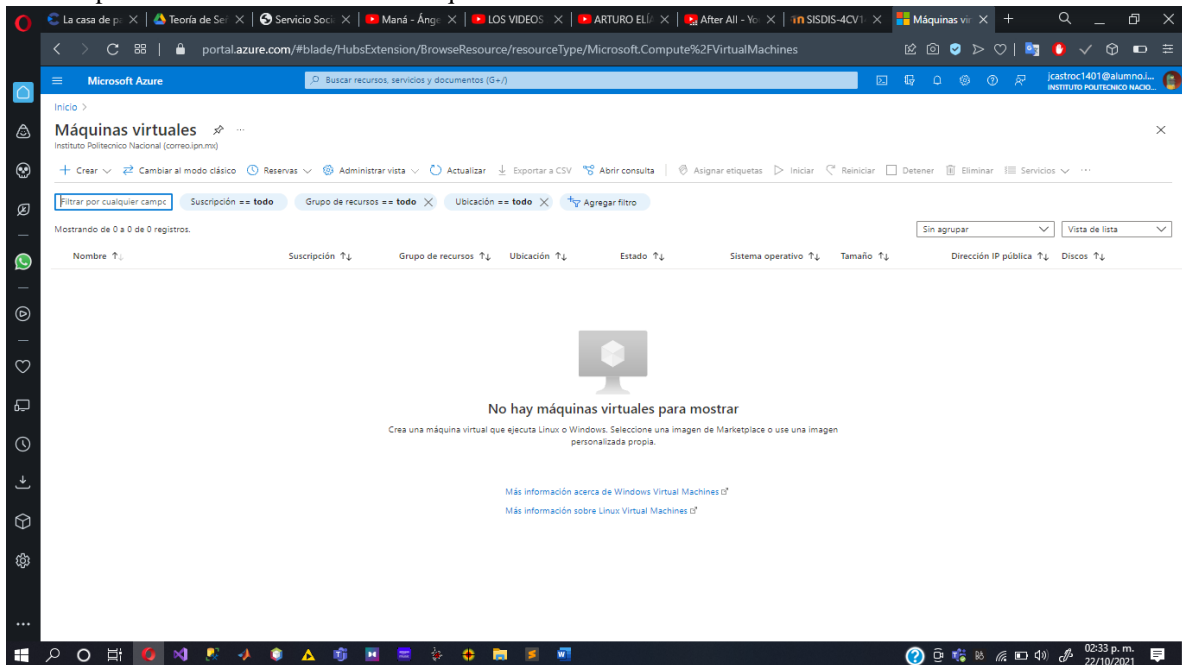 La casa de pa
Teoría de Señ
Servicio Soci
Maná - Ánge
LOS VIDEOS
ARTURO ELÍA
After All - Yo
SISDIS-4CV1
Máquinas vir
portal.azure.com/#blade/HubsExtension/BrowseResource/resourceType/Microsoft.Compute%2FVirtualMachines
Microsoft Azure
Buscar recursos, servicios y documentos (G+/)
jcastroc1401@alumno.i...
INSTITUTO POLITECNICO NACIO...
Inicio >
Máquinas virtuales
Instituto Politecnico Nacional (correo.ipn.mx)
+ Crear Cambiar al modo clásico Reservas Administrar vista Actualizar Exportar a CSV Abrir consulta Asignar etiquetas Iniciar Reiniciar Detener Eliminar Servicios ...
Filtrar por cualquier campo Suscripción == todo Grupo de recursos == todo Ubicación == todo Agregar filtro
Mostrando de 0 a 0 de 0 registros.
Sin agrupar Vista de lista
Nombre Suscripción Grupo de recursos Ubicación Estado Sistema operativo Tamaño Dirección IP pública Discos
No hay máquinas virtuales para mostrar
Crea una máquina virtual que ejecuta Linux o Windows. Seleccione una imagen de Marketplace o use una imagen
personalizada propia.
Más información acerca de Windows Virtual Machines
Más información sobre Linux Virtual Machines
02:33 p. m.
22/10/2021